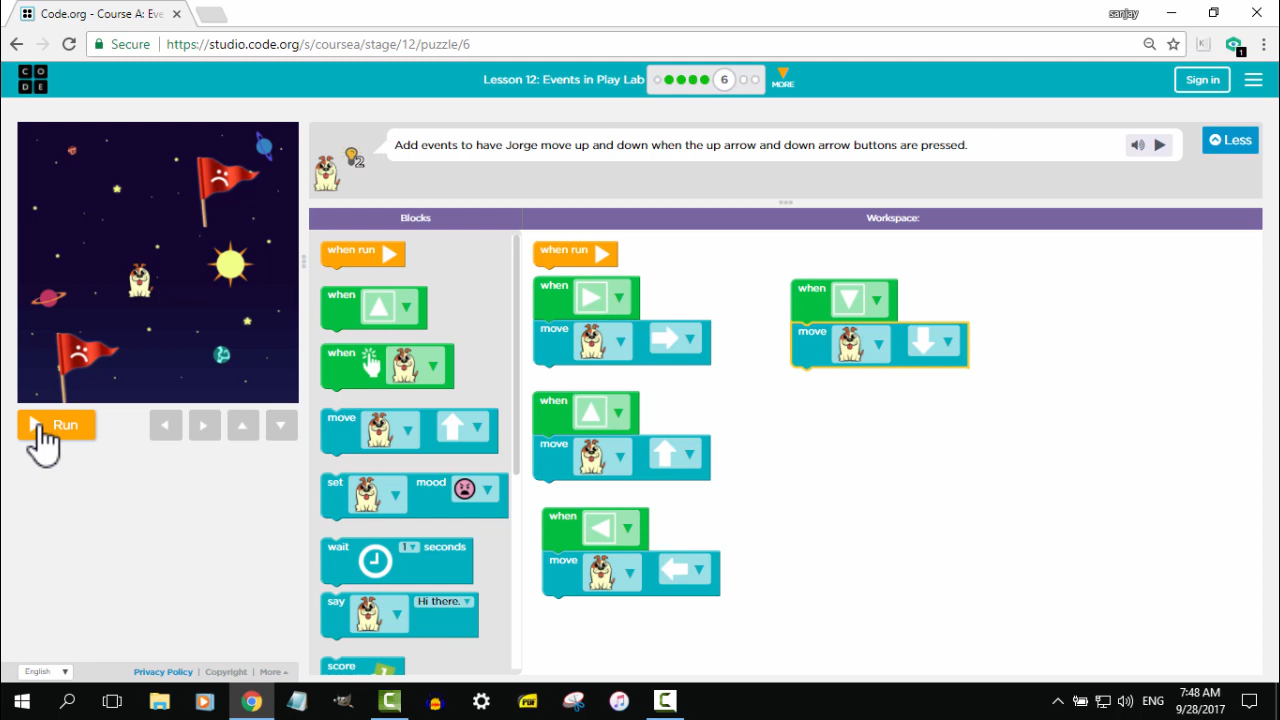 Code.org - Course A: Eve
sanjay
Secure
https://studio.code.org/s/coursea/stage/12/puzzle/6
1
CO
DE
Lesson 12: Events in Play Lab
6
MORE
Sign in
2
Add events to have Jorge move up and down when the up arrow and down arrow buttons are pressed.
Less
Blocks
Workspace:
when run
when
when
move
set
mood
wait
1
seconds
say
Hi there.
score
when run
when
move
when
move
when
move
when
move
Run
English
Privacy Policy
Copyright
More
ENG
7:48 AM
9/28/2017